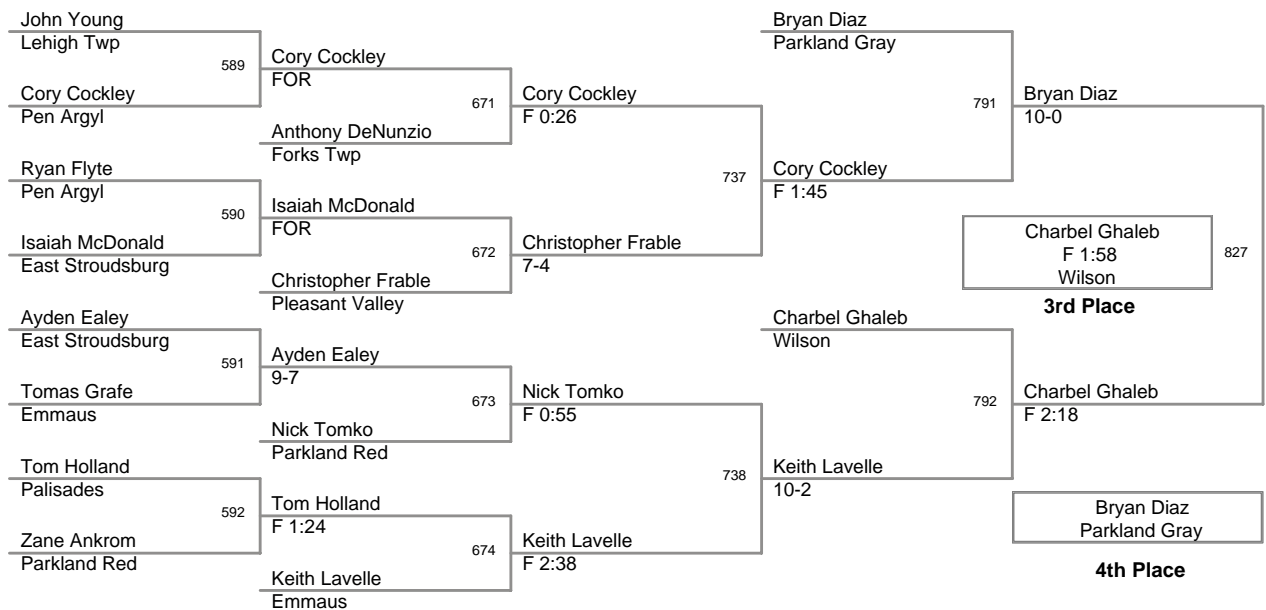 John Young
Lehigh Twp
589
Cory Cockley
Pen Argyl
Ryan Flyte
Pen Argyl
590
Isaiah McDonald
East Stroudsburg
Ayden Ealey
East Stroudsburg
591
Tomas Grafe
Emmaus
Tom Holland
Palisades
592
Zane Ankrom
Parkland Red
Cory Cockley
FOR
671
Anthony DeNunzio
Forks Twp
Isaiah McDonald
FOR
672
Christopher Frable
Pleasant Valley
Ayden Ealey
9-7
673
Nick Tomko
Parkland Red
Tom Holland
F 1:24
674
Keith Lavelle
Emmaus
Cory Cockley
F 0:26
737
Christopher Frable
7-4
Nick Tomko
F 0:55
738
Keith Lavelle
F 2:38
Bryan Diaz
Parkland Gray
791
Cory Cockley
F 1:45
Charbel Ghaleb
Wilson
792
Keith Lavelle
10-2
Bryan Diaz
10-0
827
Charbel Ghaleb
F 2:18
Charbel Ghaleb
F 1:58
Wilson
3rd Place
Bryan Diaz
Parkland Gray
4th Place